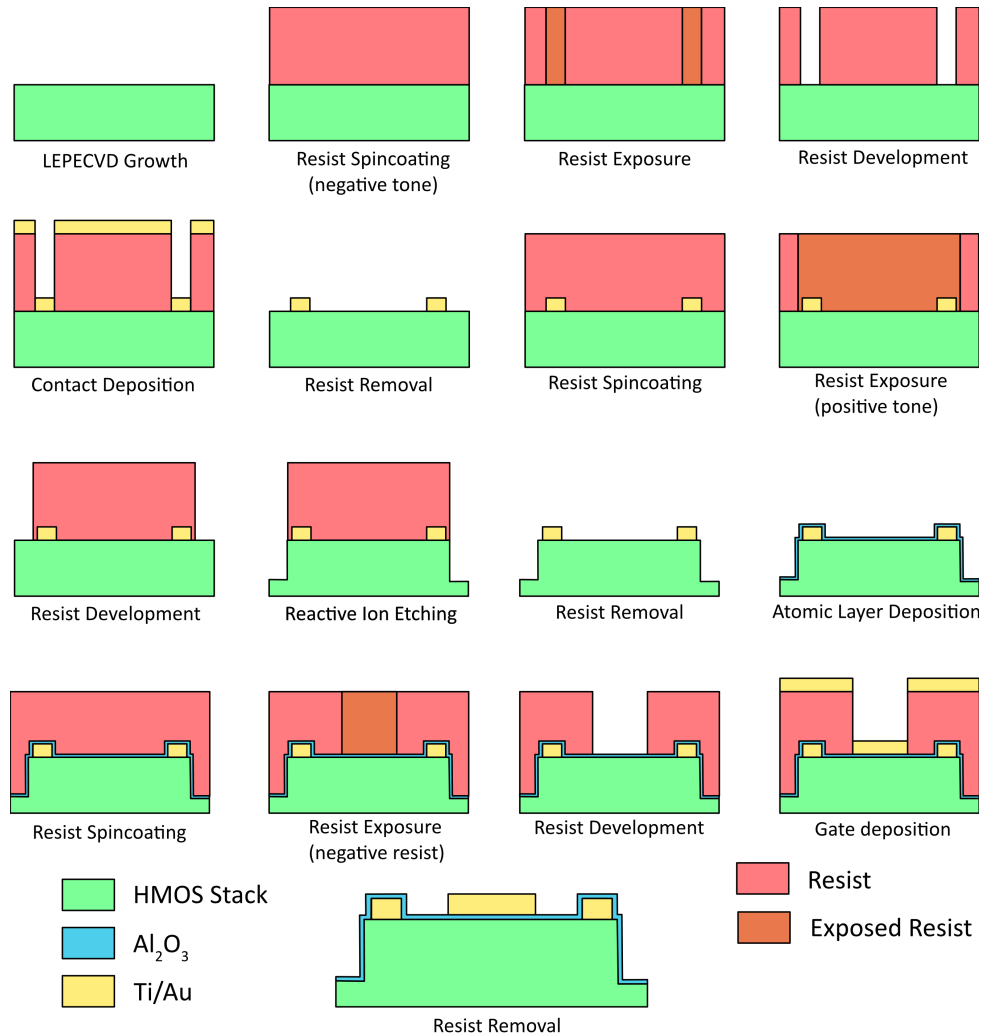 LEPECVD Growth
Resist Spincoating
(negative tone)
Resist Exposure
Resist Development
Contact Deposition
Resist Removal
Resist Spincoating
Resist Exposure
(positive tone)
Resist Development
Reactive Ion Etching
Resist Removal
Atomic Layer Deposition
Resist Spincoating
Resist Exposure
(negative resist)
Resist Development
Gate deposition
HMOS Stack
Al₂O₃
Ti/Au
Resist
Exposed Resist
Resist Removal